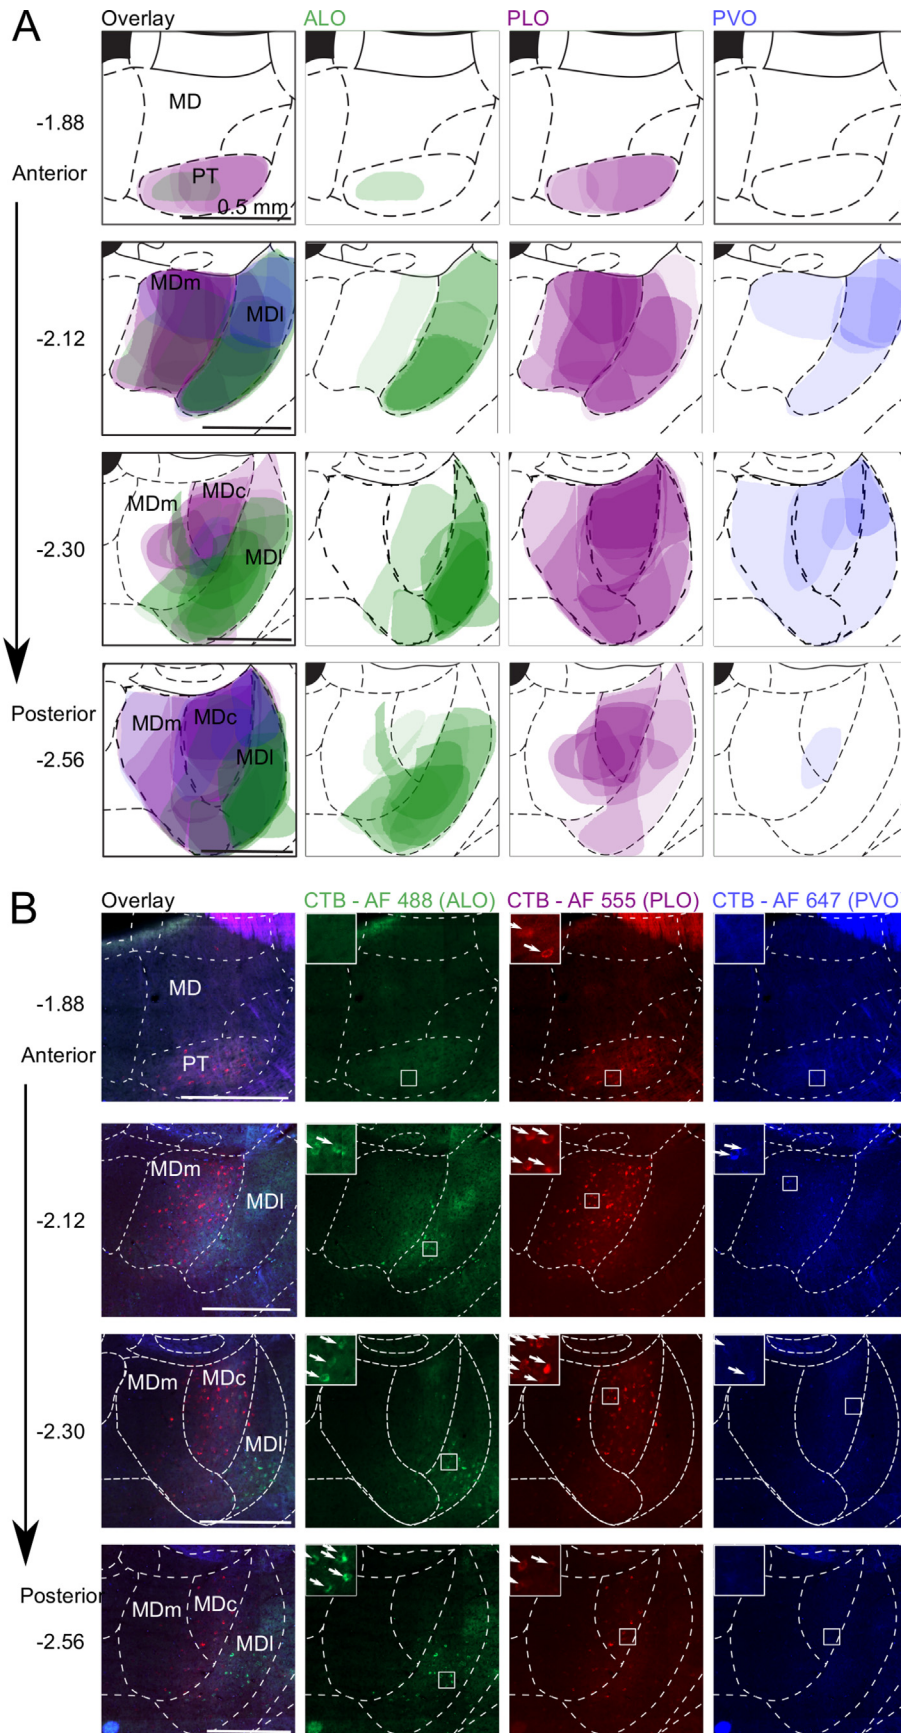 A
Overlay ALO PLO PVO
-1.88
MD
Anterior
PT
0.5 mm
MDm
MDl
-2.12
MDm
MDc
-2.30
MDl
Posterior
MDm
MDc
MDl
-2.56
B
Overlay CTB - AF 488 (ALO) CTB - AF 555 (PLO) CTB - AF 647 (PVO)
-1.88
MD
Anterior
PT
MDm
MDl
-2.12
MDm
MDc
-2.30
MDl
Posterior
MDm
MDc
MDl
-2.56